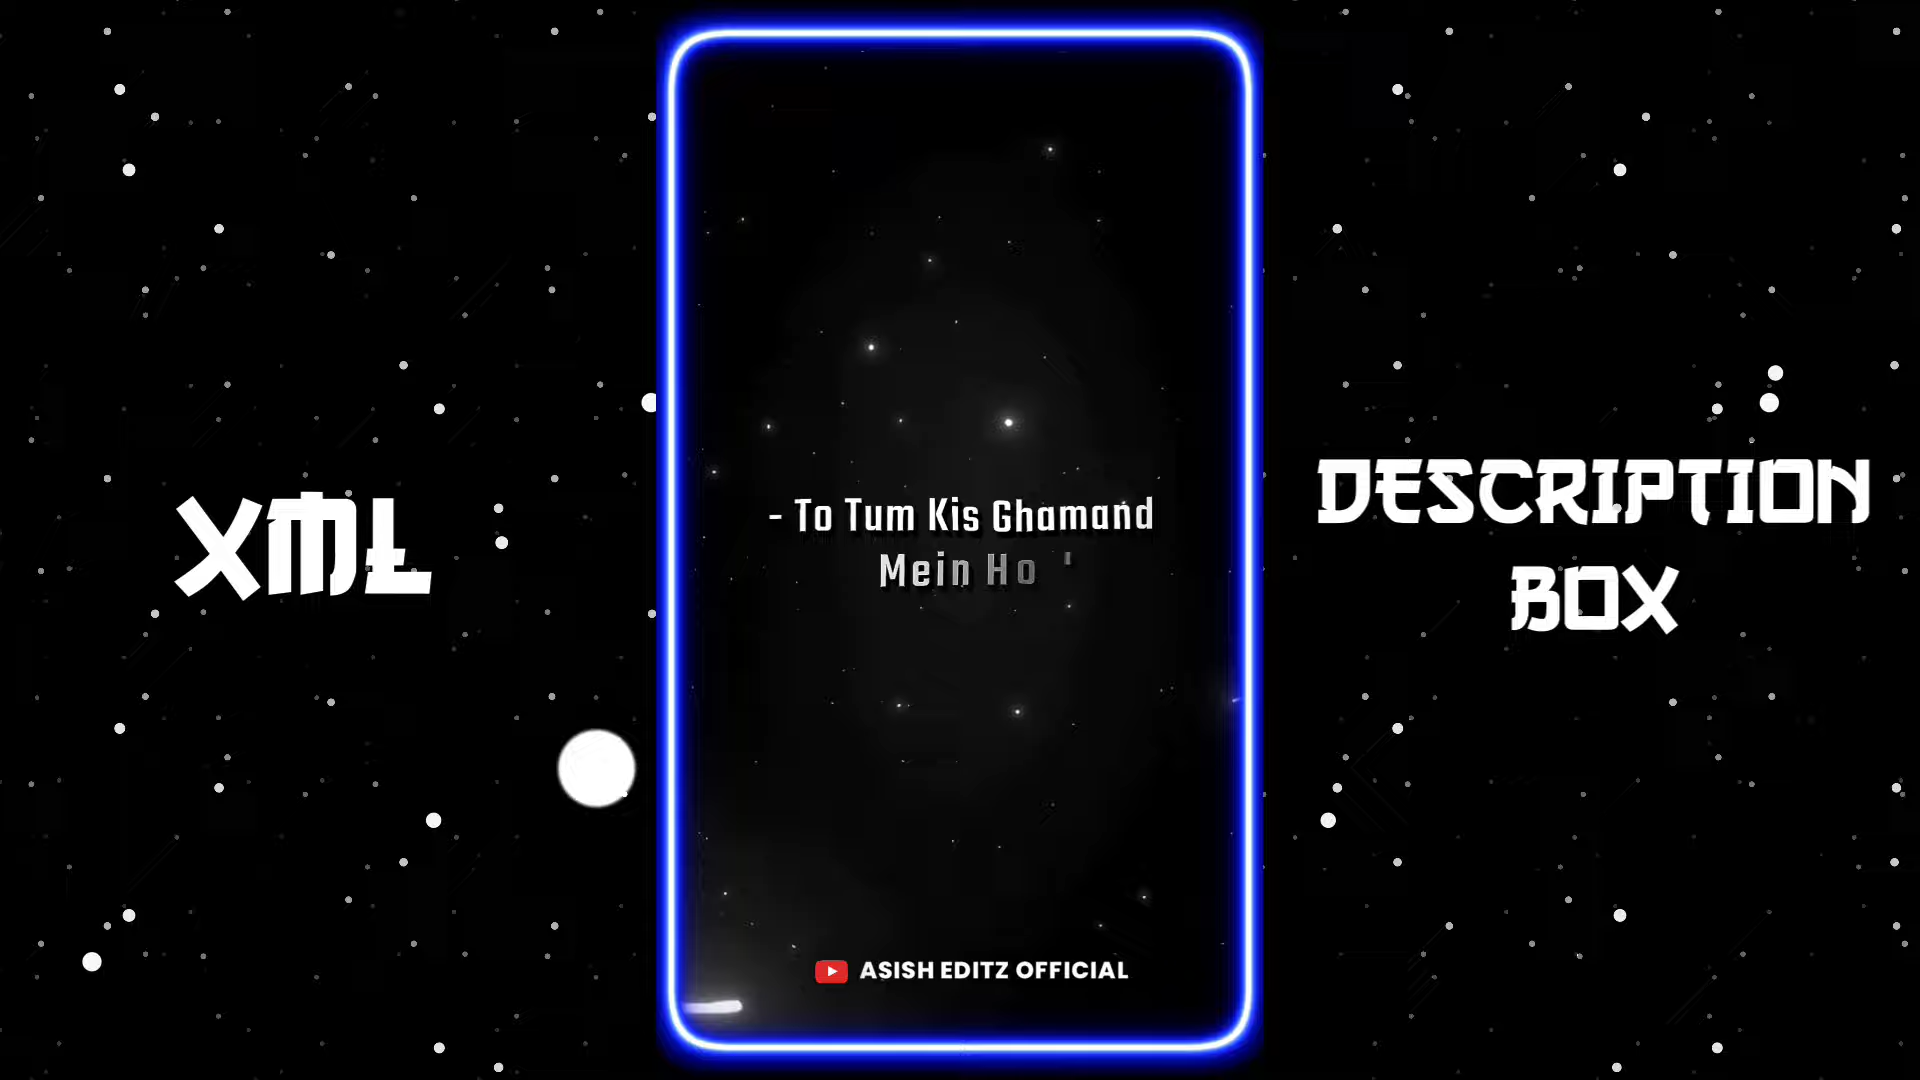 XML
- To Tum Kis Ghamand
Mein Ho '
DESCRIPTION
BOX
ASISH EDITZ OFFICIAL